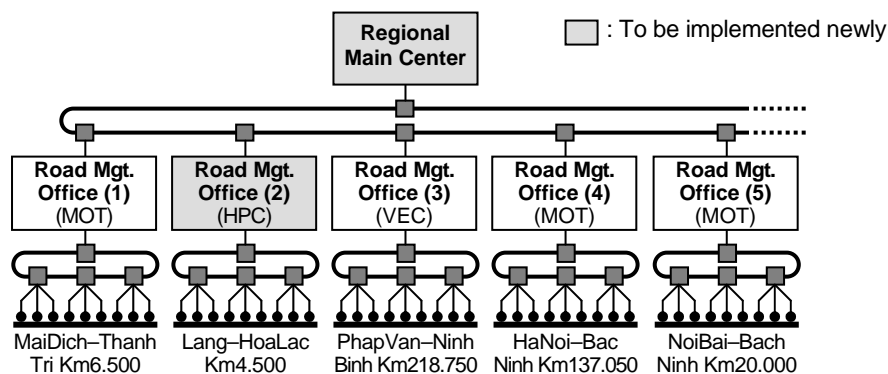 Regional
Main Center
: To be implemented newly
Road Mgt.
Office (1)
(MOT)
Road Mgt.
Office (2)
(HPC)
Road Mgt.
Office (3)
(VEC)
Road Mgt.
Office (4)
(MOT)
Road Mgt.
Office (5)
(MOT)
MaiDich–Thanh
Tri Km6.500
Lang–HoaLac
Km4.500
PhapVan–Ninh
Binh Km218.750
HaNoi–Bac
Ninh Km137.050
NoiBai–Bach
Ninh Km20.000